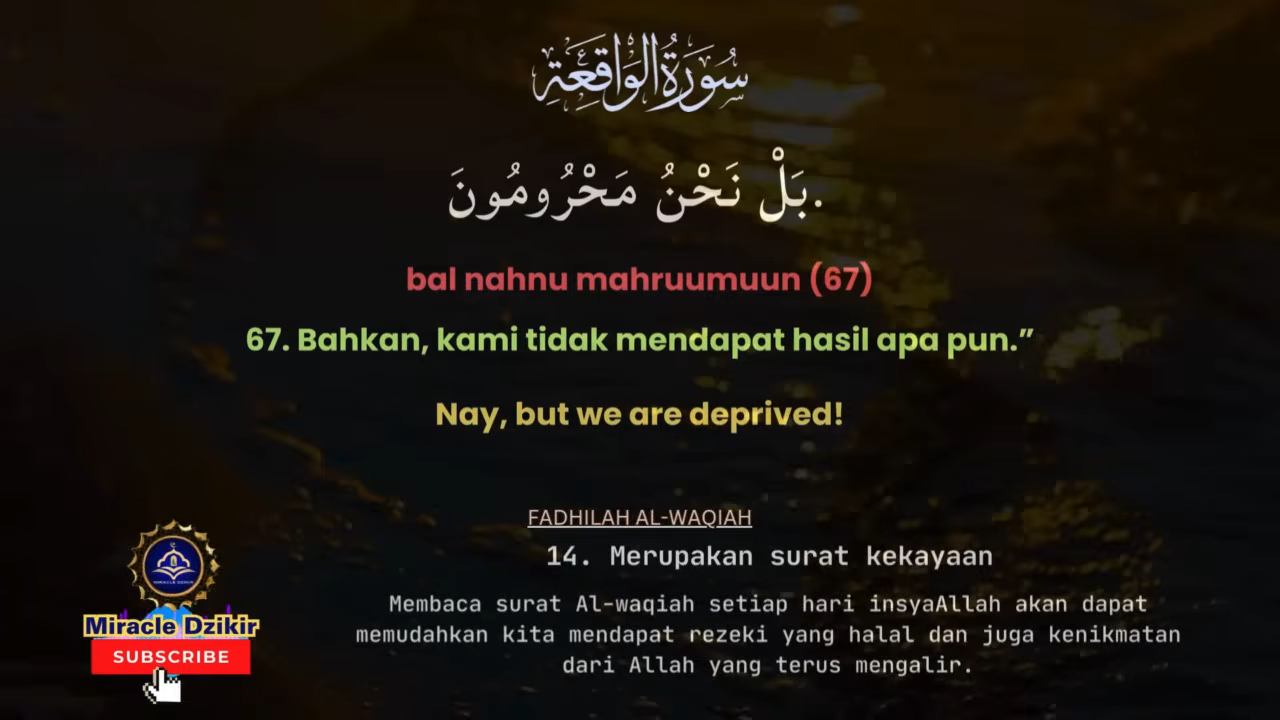 سُورَةُ الوَاقِعَةِ
.بَلْ نَحْنُ مَحْرُومُونَ
bal nahnu mahruumuun (67)
67. Bahkan, kami tidak mendapat hasil apa pun.”
Nay, but we are deprived!
FADHILAH AL-WAQIAH
14. Merupakan surat kekayaan
Membaca surat Al-waqiah setiap hari insyaAllah akan dapat
memudahkan kita mendapat rezeki yang halal dan juga kenikmatan
dari Allah yang terus mengalir.
MIRACLE DZIKIR
Miracle Dzikir
SUBSCRIBE